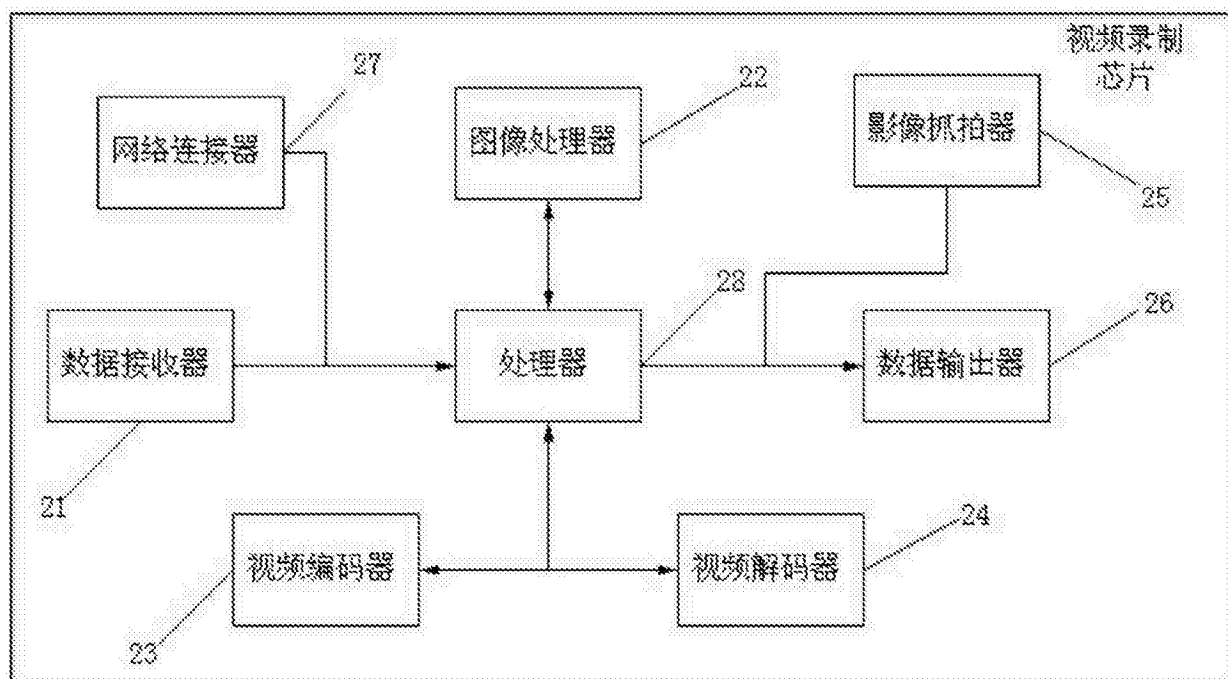 视频录制
芯片
27
22
网络连接器
图像处理器
影像抓拍器
25
28
26
数据接收器
处理器
数据输出器
21
24
视频编码器
视频解码器
23